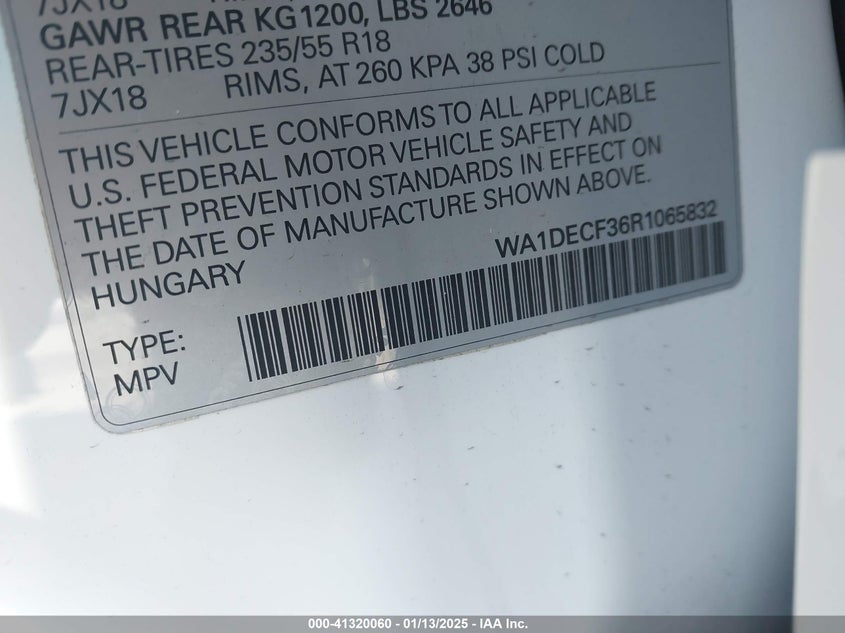 7JX18
GAWR REAR KG1200, LBS 2646
REAR-TIRES 235/55 R18
7JX18 RIMS, AT 260 KPA 38 PSI COLD
THIS VEHICLE CONFORMS TO ALL APPLICABLE
U.S. FEDERAL MOTOR VEHICLE SAFETY AND
THEFT PREVENTION STANDARDS IN EFFECT ON
THE DATE OF MANUFACTURE SHOWN ABOVE.
HUNGARY
WA1DECF36R1065832
TYPE:
MPV
000-41320060 - 01/13/2025 - IAA Inc.